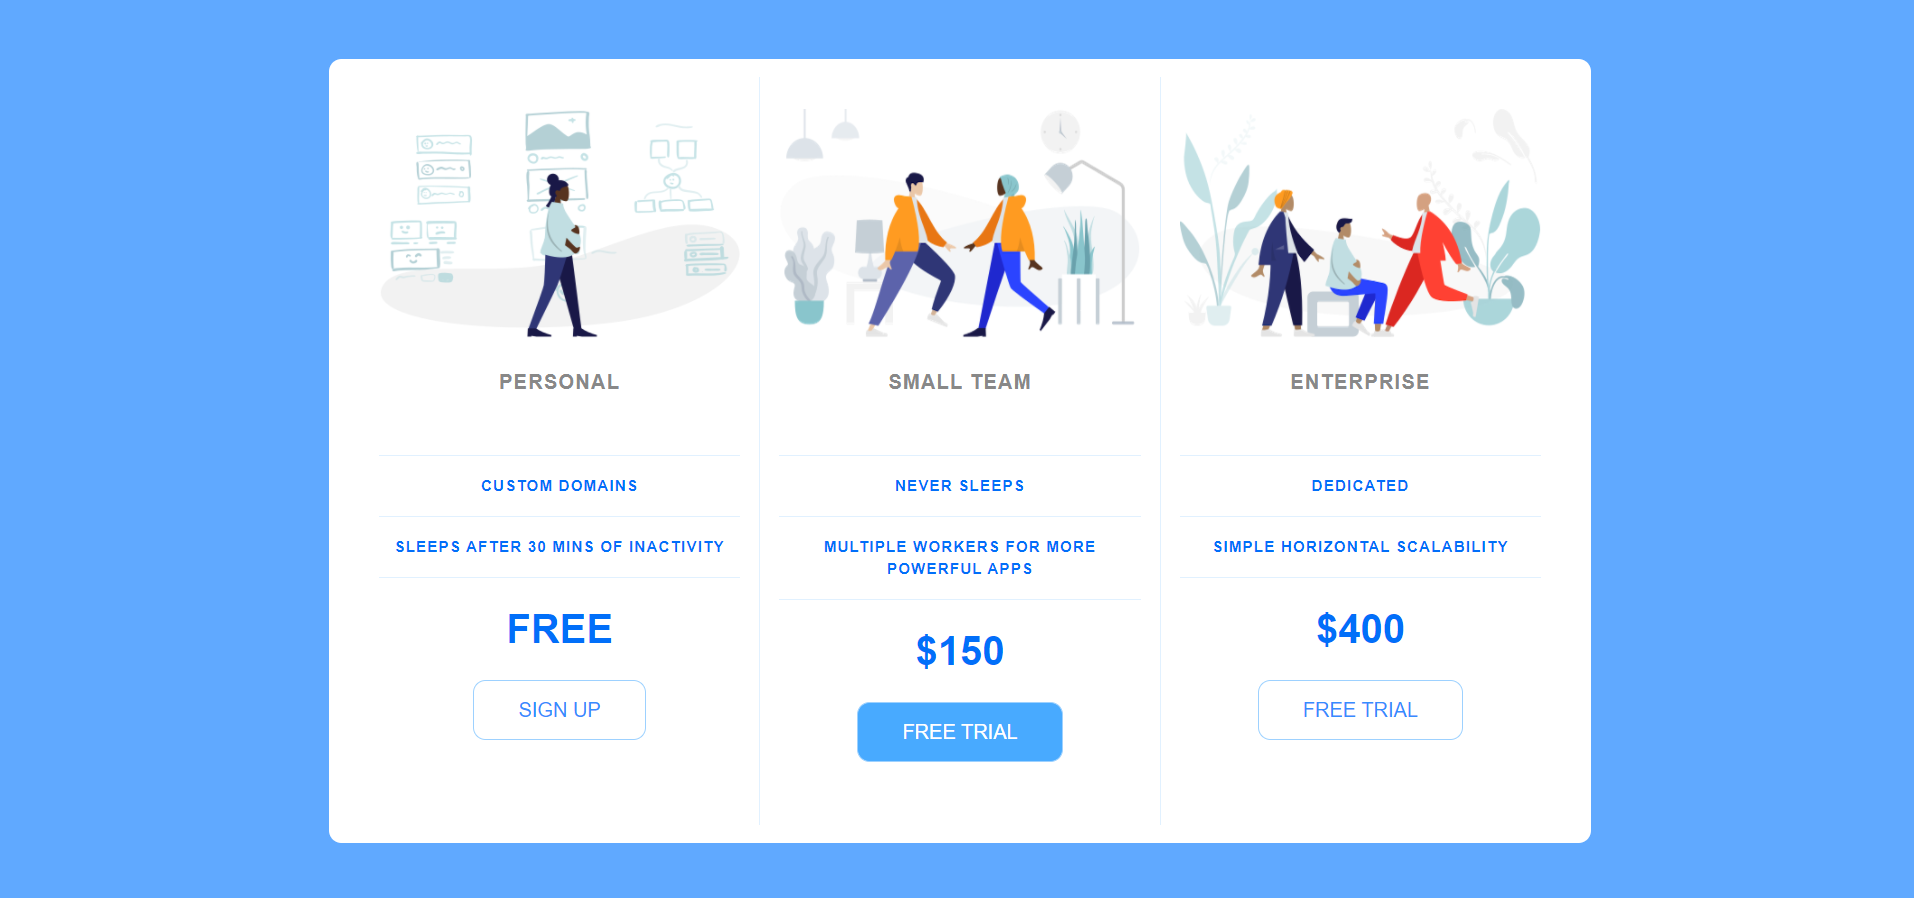 PERSONAL
CUSTOM DOMAINS
SLEEPS AFTER 30 MINS OF INACTIVITY
FREE
SIGN UP
SMALL TEAM
NEVER SLEEPS
MULTIPLE WORKERS FOR MORE
POWERFUL APPS
$150
FREE TRIAL
ENTERPRISE
DEDICATED
SIMPLE HORIZONTAL SCALABILITY
$400
FREE TRIAL